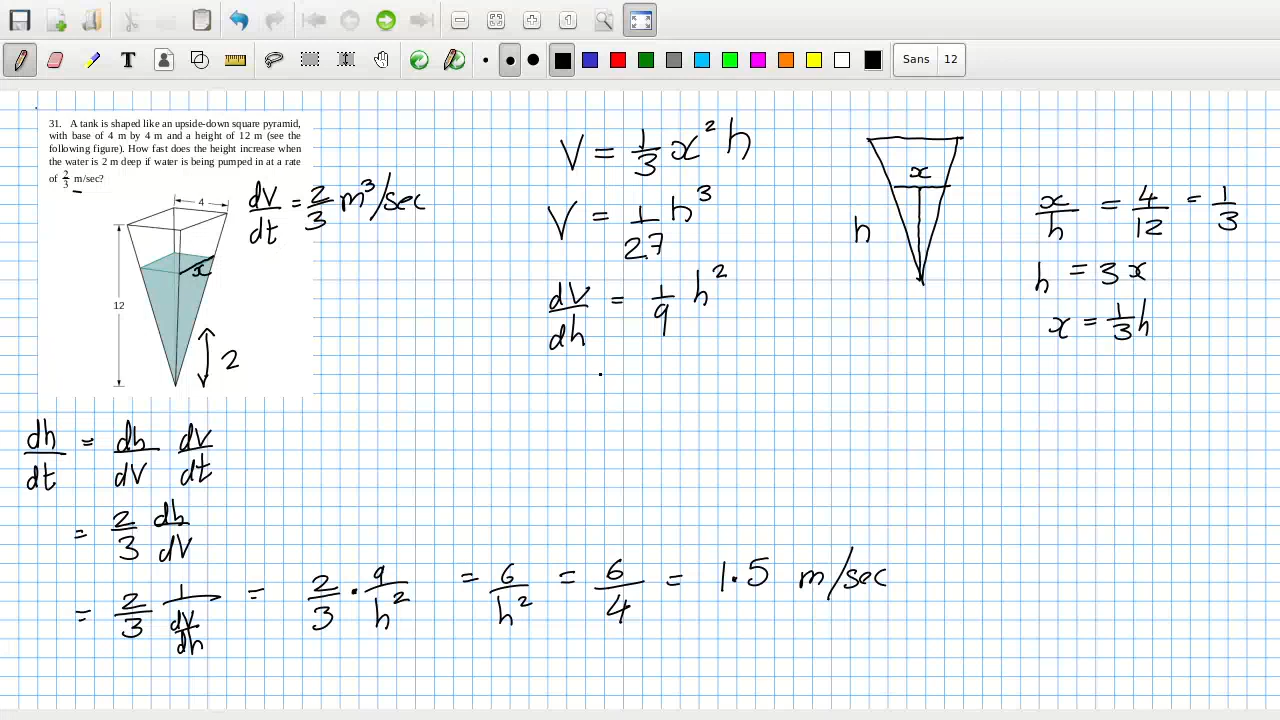 Sans 12
31. A tank is shaped like an upside-down square pyramid,
with base of 4 m by 4 m and a height of 12 m (see the
following figure). How fast does the height increase when
the water is 2 m deep if water is being pumped in at a rate
of 2/3 m/sec?
dV/dt = 2/3 m³/sec
4
x
12
2
V = 1/3 x² h
V = 1/27 h³
dV/dh = 1/9 h²
x
h
x/h = 4/12 = 1/3
h = 3x
x = 1/3 h
dh/dt = dh/dV dV/dt
= 2/3 dh/dV
= 2/3 1/(dV/dh) = 2/3 · 9/h² = 6/h² = 6/4 = 1.5 m/sec